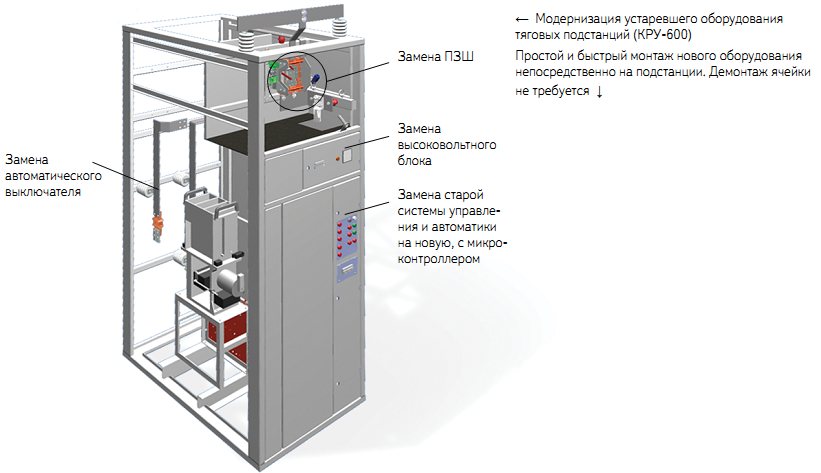 ← Модернизация устаревшего оборудования
тяговых подстанций (КРУ-600)
Простой и быстрый монтаж нового оборудования
непосредственно на подстанции. Демонтаж ячейки
не требуется ↓
Замена ПЗШ
Замена
высоковольтного
блока
Замена
автоматического
выключателя
Замена старой
системы управле-
ния и автоматики
на новую, с микро-
контроллером